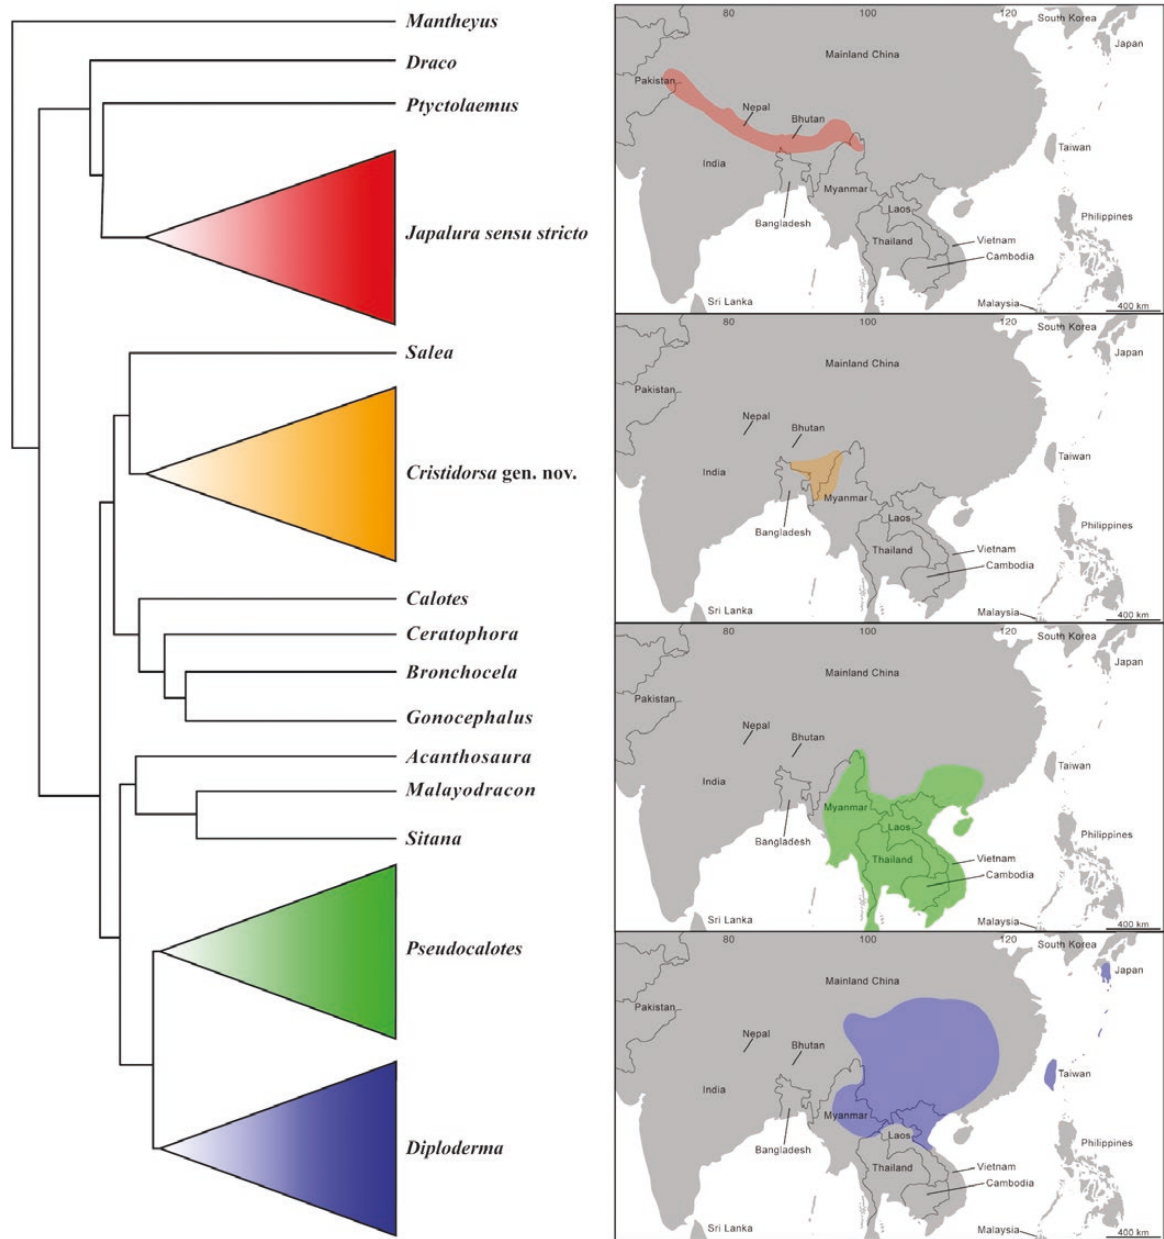 Mantheyus
Draco
Ptyctolaemus
Japalura sensu stricto
Salea
Cristidorsa gen. nov.
Calotes
Ceratophora
Bronchocela
Gonocephalus
Acanthosaura
Malayodracon
Sitana
Pseudocalotes
Diploderma
80
100
120
South Korea
Japan
Mainland China
Pakistan
Nepal
Bhutan
Taiwan
India
Myanmar
Laos
Bangladesh
Philippines
Thailand
Vietnam
Cambodia
Sri Lanka
Malaysia
400 km
80
100
120
South Korea
Japan
Mainland China
Pakistan
Nepal
Bhutan
Taiwan
India
Myanmar
Laos
Bangladesh
Philippines
Thailand
Vietnam
Cambodia
Sri Lanka
Malaysia
400 km
80
100
120
South Korea
Japan
Mainland China
Pakistan
Nepal
Bhutan
Taiwan
India
Myanmar
Laos
Bangladesh
Philippines
Thailand
Vietnam
Cambodia
Sri Lanka
Malaysia
400 km
80
100
120
South Korea
Japan
Mainland China
Pakistan
Nepal
Bhutan
Taiwan
India
Myanmar
Laos
Bangladesh
Philippines
Thailand
Vietnam
Cambodia
Sri Lanka
Malaysia
400 km